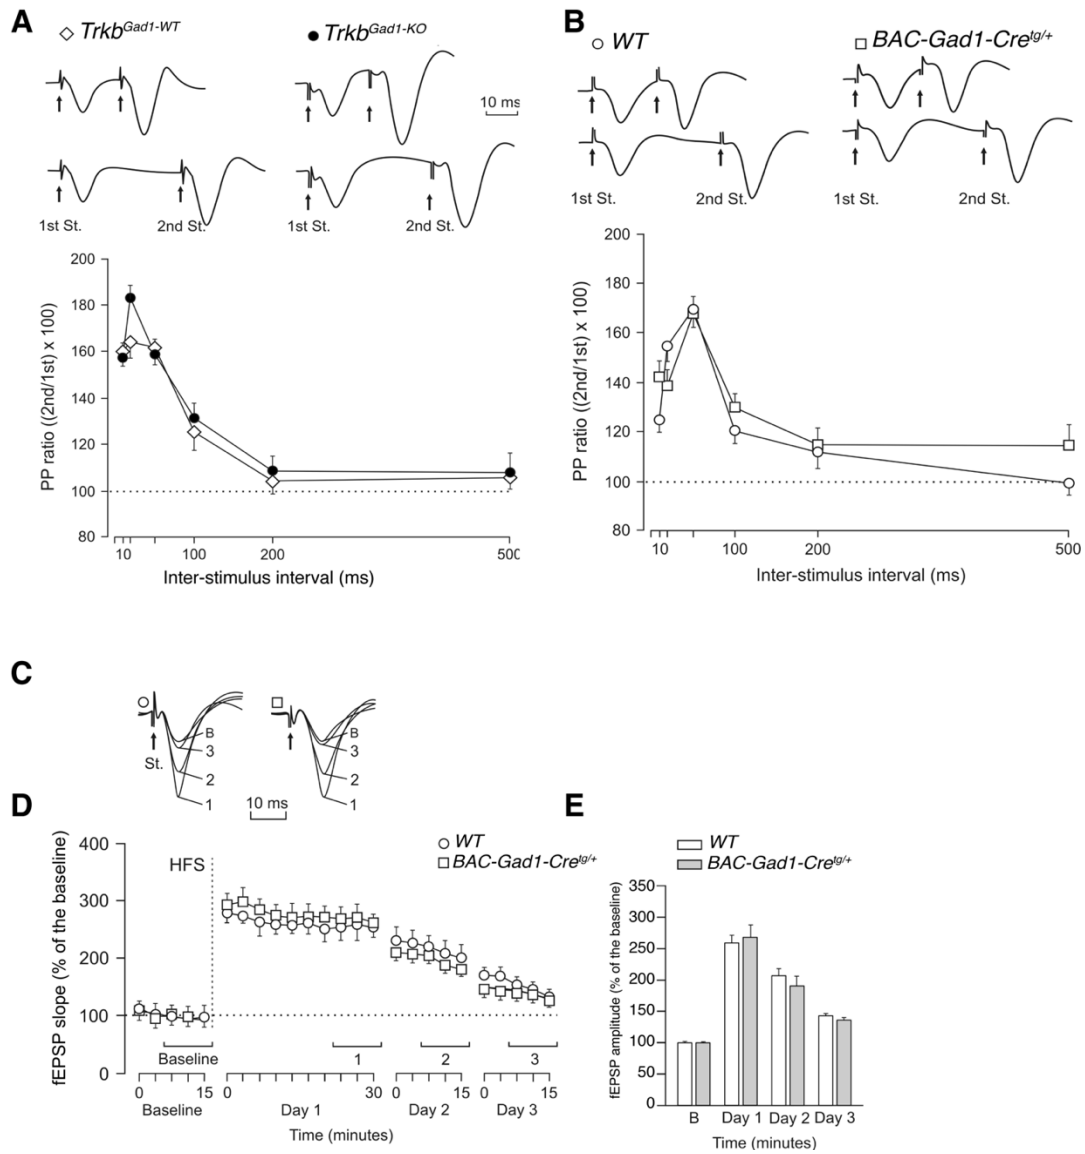 A
Trkb^Gad1-WT
Trkb^Gad1-KO
10 ms
1st St.
2nd St.
1st St.
2nd St.
PP ratio ((2nd/1st) x 100)
200
180
160
140
120
100
80
10
100
200
500
Inter-stimulus interval (ms)
B
WT
BAC-Gad1-Cre^tg/+
1st St.
2nd St.
1st St.
2nd St.
PP ratio ((2nd/1st) x 100)
200
180
160
140
120
100
80
10
100
200
500
Inter-stimulus interval (ms)
C
St.
B
3
2
1
B
3
2
1
10 ms
D
WT
BAC-Gad1-Cre^tg/+
HFS
fEPSP slope (% of the baseline)
400
300
200
100
0
Baseline
1
2
3
0
15
0
30
0
15
0
15
Baseline
Day 1
Day 2
Day 3
Time (minutes)
E
WT
BAC-Gad1-Cre^tg/+
fEPSP amplitude (% of the baseline)
350
300
250
200
150
100
50
0
B
Day 1
Day 2
Day 3
Time (minutes)